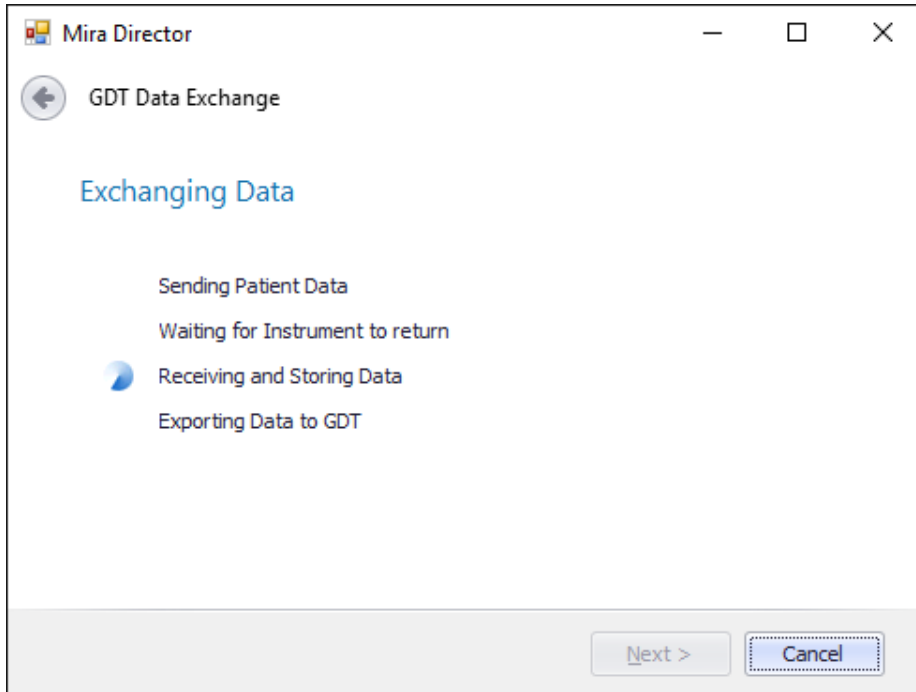 Mira Director
GDT Data Exchange
Exchanging Data
Sending Patient Data
Waiting for Instrument to return
Receiving and Storing Data
Exporting Data to GDT
Next > Cancel